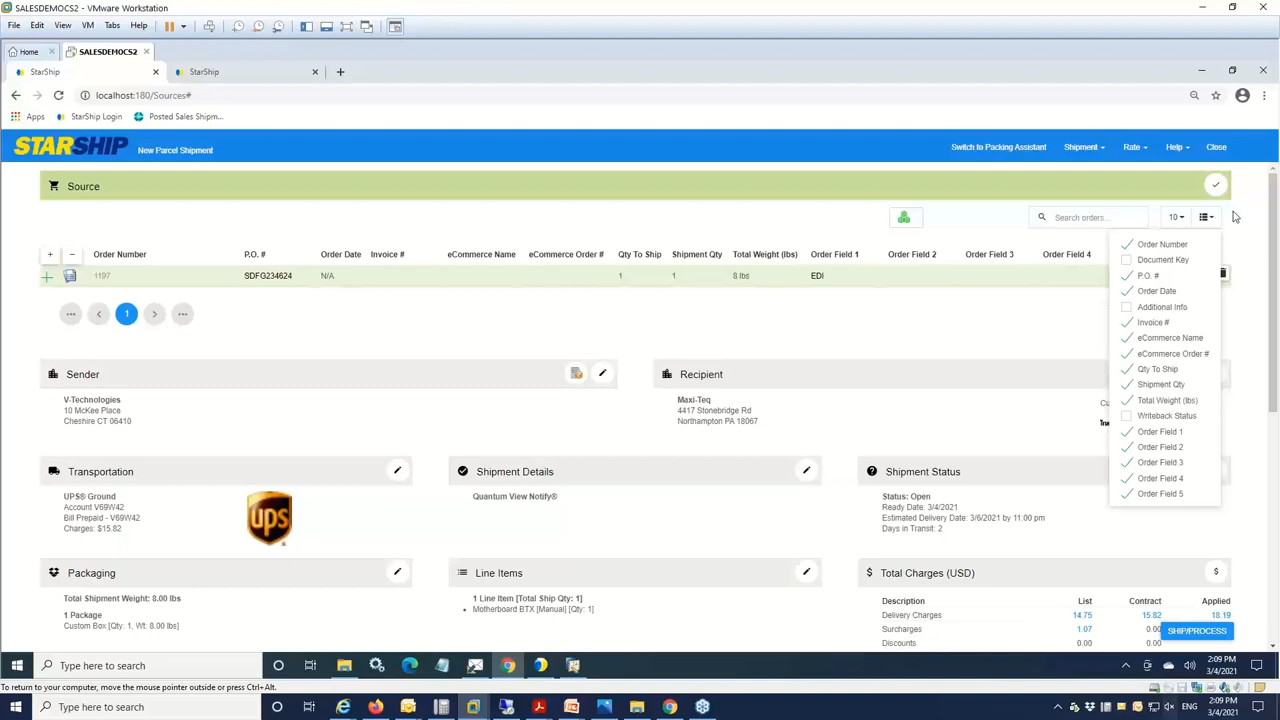 SALESDEMOCS2 - VMware Workstation
File Edit View VM Tabs Help
Home SALESDEMOCS2
StarShip StarShip
localhost:180/Sources#
Apps StarShip Login Posted Sales Shipm...
STARSHIP New Parcel Shipment Switch to Packing Assistant Shipment Rate Help Close
Source
Search orders... 10
Order Number P.O. # Order Date Invoice # eCommerce Name eCommerce Order # Qty To Ship Shipment Qty Total Weight (lbs) Order Field 1 Order Field 2 Order Field 3 Order Field 4
1197 SDFG234624 N/A 1 1 8 lbs EDI
1
Order Number
Document Key
P.O. #
Order Date
Additional Info
Invoice #
eCommerce Name
eCommerce Order #
Qty To Ship
Shipment Qty
Total Weight (lbs)
Writeback Status
Order Field 1
Order Field 2
Order Field 3
Order Field 4
Order Field 5
Sender
V-Technologies
10 McKee Place
Cheshire CT 06410
Recipient
Maxi-Teq
4417 Stonebridge Rd
Northampton PA 18067
Transportation
UPS® Ground
Account V69W42
Bill Prepaid - V69W42
Charges: $15.82
ups
Shipment Details
Quantum View Notify®
Shipment Status
Status: Open
Ready Date: 3/4/2021
Estimated Delivery Date: 3/6/2021 by 11:00 pm
Days in Transit: 2
Packaging
Total Shipment Weight: 8.00 lbs
1 Package
Custom Box [Qty: 1, Wt: 8.00 lbs]
Line Items
1 Line Item [Total Ship Qty: 1]
Motherboard BTX [Manual] [Qty: 1]
Total Charges (USD)
Description List Contract Applied
Delivery Charges 14.75 15.82 18.19
Surcharges 1.07 0.00
Discounts 0.00 0.00
SHIP/PROCESS
Type here to search
2:09 PM
3/4/2021
To return to your computer, move the mouse pointer outside or press Ctrl+Alt.
Type here to search
2:09 PM
3/4/2021